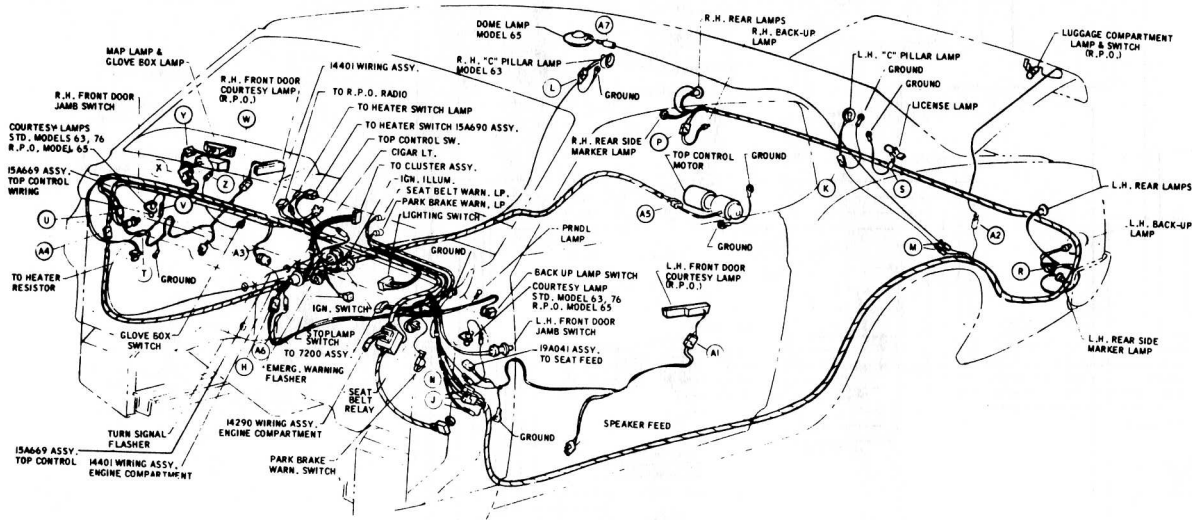 DOME LAMP
MODEL 65
A7
R.H. REAR LAMPS
R.H. BACK-UP
LAMP
LUGGAGE COMPARTMENT
LAMP & SWITCH
(R.P.O.)
L.H. "C" PILLAR LAMP
GROUND
GROUND
LICENSE LAMP
MAP LAMP &
GLOVE BOX LAMP
14401 WIRING ASSY.
R.H. "C" PILLAR LAMP
MODEL 63
L
GROUND
R.H. FRONT DOOR
COURTESY LAMP
(R.P.O.)
R.H. FRONT DOOR
JAMB SWITCH
TO R.P.O. RADIO
TO HEATER SWITCH LAMP
TO HEATER SWITCH 15A690 ASSY.
TOP CONTROL SW.
CIGAR LT.
TO CLUSTER ASSY.
IGN. ILLUM.
SEAT BELT WARN. LP.
PARK BRAKE WARN. LP
LIGHTING SWITCH
COURTESY LAMPS
STD. MODELS 63, 76
R.P.O. MODEL 65
15A669 ASSY.
TOP CONTROL
WIRING
Y
W
X
Z
V
U
A4
T
A3
P
R.H. REAR SIDE
MARKER LAMP
TOP CONTROL
MOTOR
GROUND
K
S
A5
GROUND
L.H. REAR LAMPS
L.H. BACK-UP
LAMP
A2
M
R
L.H. REAR SIDE
MARKER LAMP
TO HEATER
RESISTOR
GROUND
GROUND
PRNDL
LAMP
BACK UP LAMP SWITCH
COURTESY LAMP
STD. MODEL 63, 76
R.P.O. MODEL 65
L.H. FRONT DOOR
JAMB SWITCH
19A041 ASSY.
TO SEAT FEED
L.H. FRONT DOOR
COURTESY LAMP
(R.P.O.)
A1
IGN. SWITCH
GLOVE BOX
SWITCH
H
A6
STOPLAMP
SWITCH
TO 7200 ASSY.
EMERG. WARNING
FLASHER
SEAT
BELT
RELAY
N
J
14290 WIRING ASSY.
ENGINE COMPARTMENT
GROUND
SPEAKER FEED
TURN SIGNAL
FLASHER
15A669 ASSY.
TOP CONTROL
14401 WIRING ASSY.
ENGINE COMPARTMENT
PARK BRAKE
WARN. SWITCH